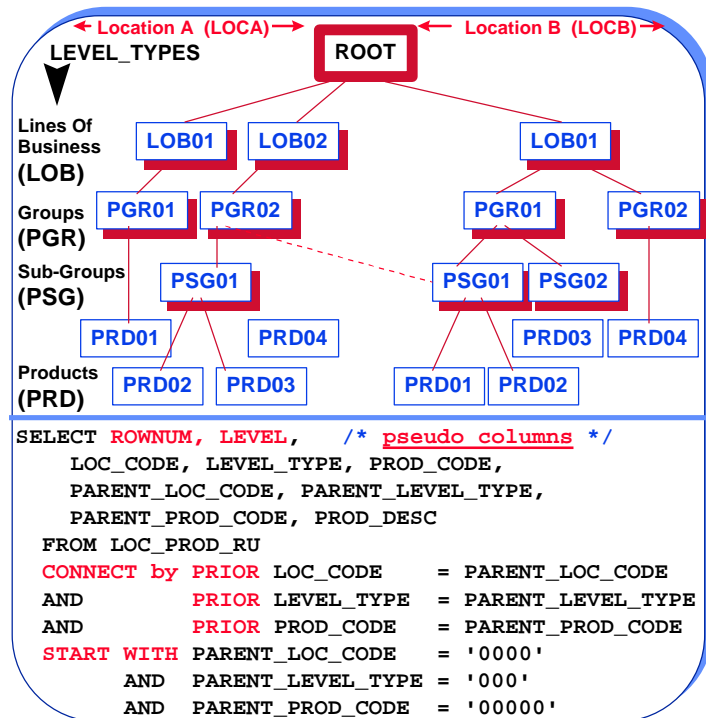 Location A (LOCA)
Location B (LOCB)
LEVEL_TYPES
ROOT
Lines Of
Business
(LOB)
LOB01 LOB02 LOB01
Groups
(PGR)
PGR01 PGR02 PGR01 PGR02
Sub-Groups
(PSG)
PSG01 PSG01 PSG02
PRD01 PRD04 PRD03 PRD04
Products
(PRD)
PRD02 PRD03 PRD01 PRD02
SELECT ROWNUM, LEVEL, /* pseudo columns */
LOC_CODE, LEVEL_TYPE, PROD_CODE,
PARENT_LOC_CODE, PARENT_LEVEL_TYPE,
PARENT_PROD_CODE, PROD_DESC
FROM LOC_PROD_RU
CONNECT by PRIOR LOC_CODE = PARENT_LOC_CODE
AND PRIOR LEVEL_TYPE = PARENT_LEVEL_TYPE
AND PRIOR PROD_CODE = PARENT_PROD_CODE
START WITH PARENT_LOC_CODE = '0000'
AND PARENT_LEVEL_TYPE = '000'
AND PARENT_PROD_CODE = '00000'